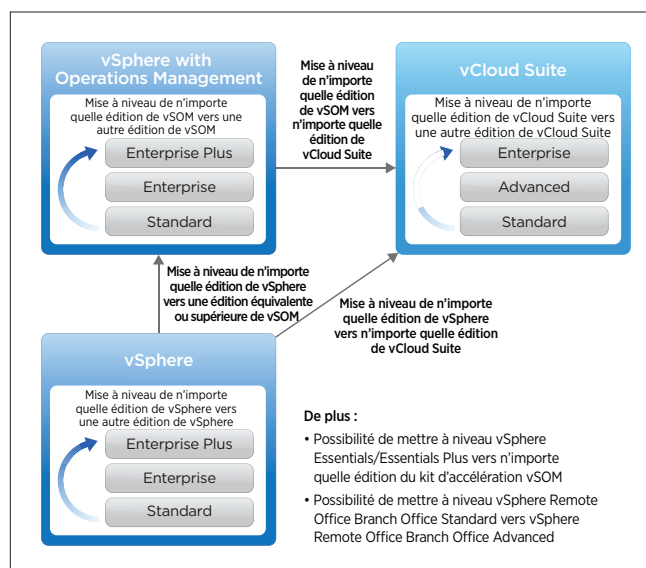 vSphere with
Operations Management
Mise à niveau de n'importe
quelle édition de vSOM vers une
autre édition de vSOM
Enterprise Plus
Enterprise
Standard
Mise à niveau
de n'importe
quelle édition
de vSOM vers
n'importe quelle
édition de
vCloud Suite
vCloud Suite
Mise à niveau de n'importe
quelle édition de vCloud Suite vers
une autre édition de vCloud Suite
Enterprise
Advanced
Standard
Mise à niveau de n'importe
quelle édition de vSphere
vers une édition équivalente
ou supérieure de vSOM
Mise à niveau de n'importe
quelle édition de vSphere
vers n'importe quelle édition
de vCloud Suite
vSphere
Mise à niveau de n'importe
quelle édition de vSphere vers
une autre édition de vSphere
Enterprise Plus
Enterprise
Standard
De plus :
• Possibilité de mettre à niveau vSphere
Essentials/Essentials Plus vers n'importe
quelle édition du kit d'accélération vSOM
• Possibilité de mettre à niveau vSphere Remote
Office Branch Office Standard vers vSphere
Remote Office Branch Office Advanced